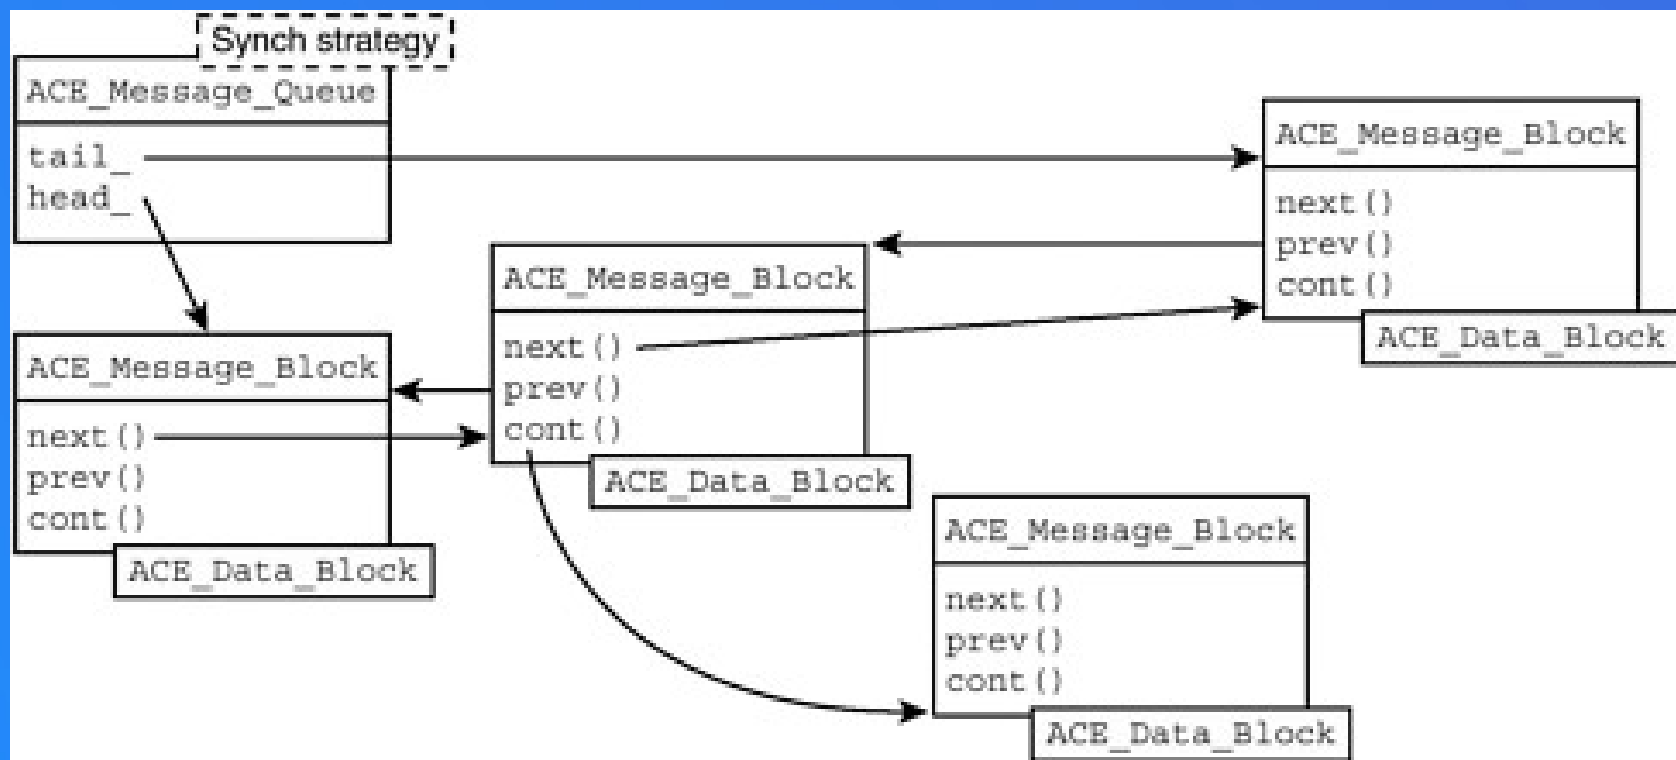 Synch strategy
ACE_Message_Queue
tail_
head_
ACE_Message_Block
next()
prev()
cont()
ACE_Data_Block
ACE_Message_Block
next()
prev()
cont()
ACE_Data_Block
ACE_Message_Block
next()
prev()
cont()
ACE_Data_Block
ACE_Message_Block
next()
prev()
cont()
ACE_Data_Block